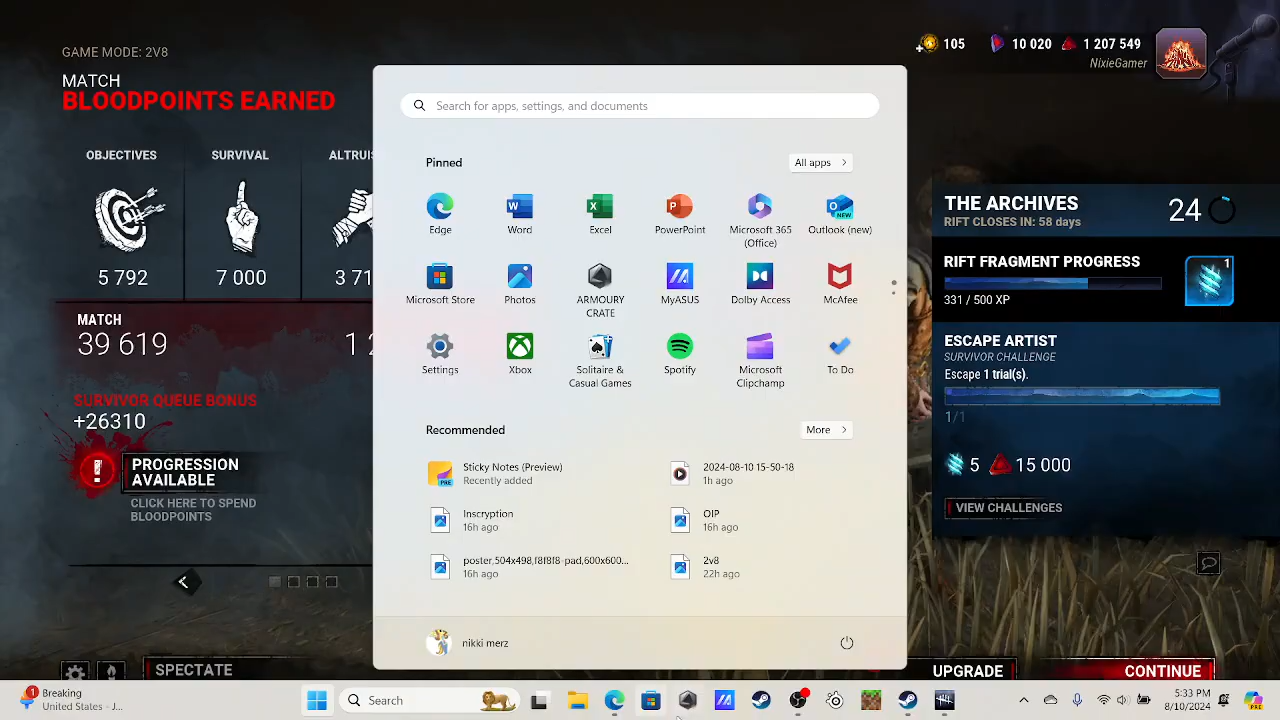 GAME MODE: 2V8
MATCH
BLOODPOINTS EARNED
OBJECTIVES
SURVIVAL
5 792
7 000
MATCH
39 619
SURVIVOR QUEUE BONUS
+26310
!
PROGRESSION
AVAILABLE
CLICK HERE TO SPEND
BLOODPOINTS
SPECTATE
Search for apps, settings, and documents
Pinned
All apps
Edge
Word
Excel
PowerPoint
Microsoft 365
(Office)
Outlook (new)
Microsoft Store
Photos
ARMOURY
CRATE
MyASUS
Dolby Access
McAfee
Settings
Xbox
Solitaire &
Casual Games
Spotify
Microsoft
Clipchamp
To Do
Recommended
More
Sticky Notes (Preview)
Recently added
2024-08-10 15-50-18
1h ago
Inscryption
16h ago
OIP
16h ago
poster,504x498,f8f8f8-pad,600x600...
16h ago
2v8
22h ago
nikki merz
105
10 020
1 207 549
NixieGamer
THE ARCHIVES
RIFT CLOSES IN: 58 days
24
RIFT FRAGMENT PROGRESS
331 / 500 XP
1
ESCAPE ARTIST
SURVIVOR CHALLENGE
Escape 1 trial(s).
1/1
5
15 000
VIEW CHALLENGES
UPGRADE
CONTINUE
1
Breaking
United States - J...
Search
5:33 PM
8/10/2024